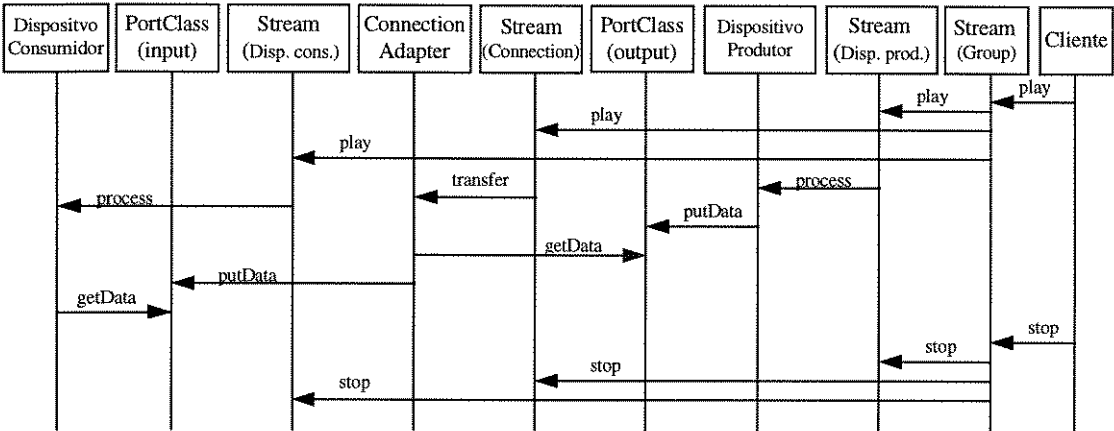 Dispositvo
Consumidor
PortClass
(input)
Stream
(Disp. cons.)
Connection
Adapter
Stream
(Connection)
PortClass
(output)
Dispositivo
Produtor
Stream
(Disp. prod.)
Stream
(Group)
Cliente
play
play
play
play
transfer
process
process
putData
getData
putData
getData
stop
stop
stop
stop